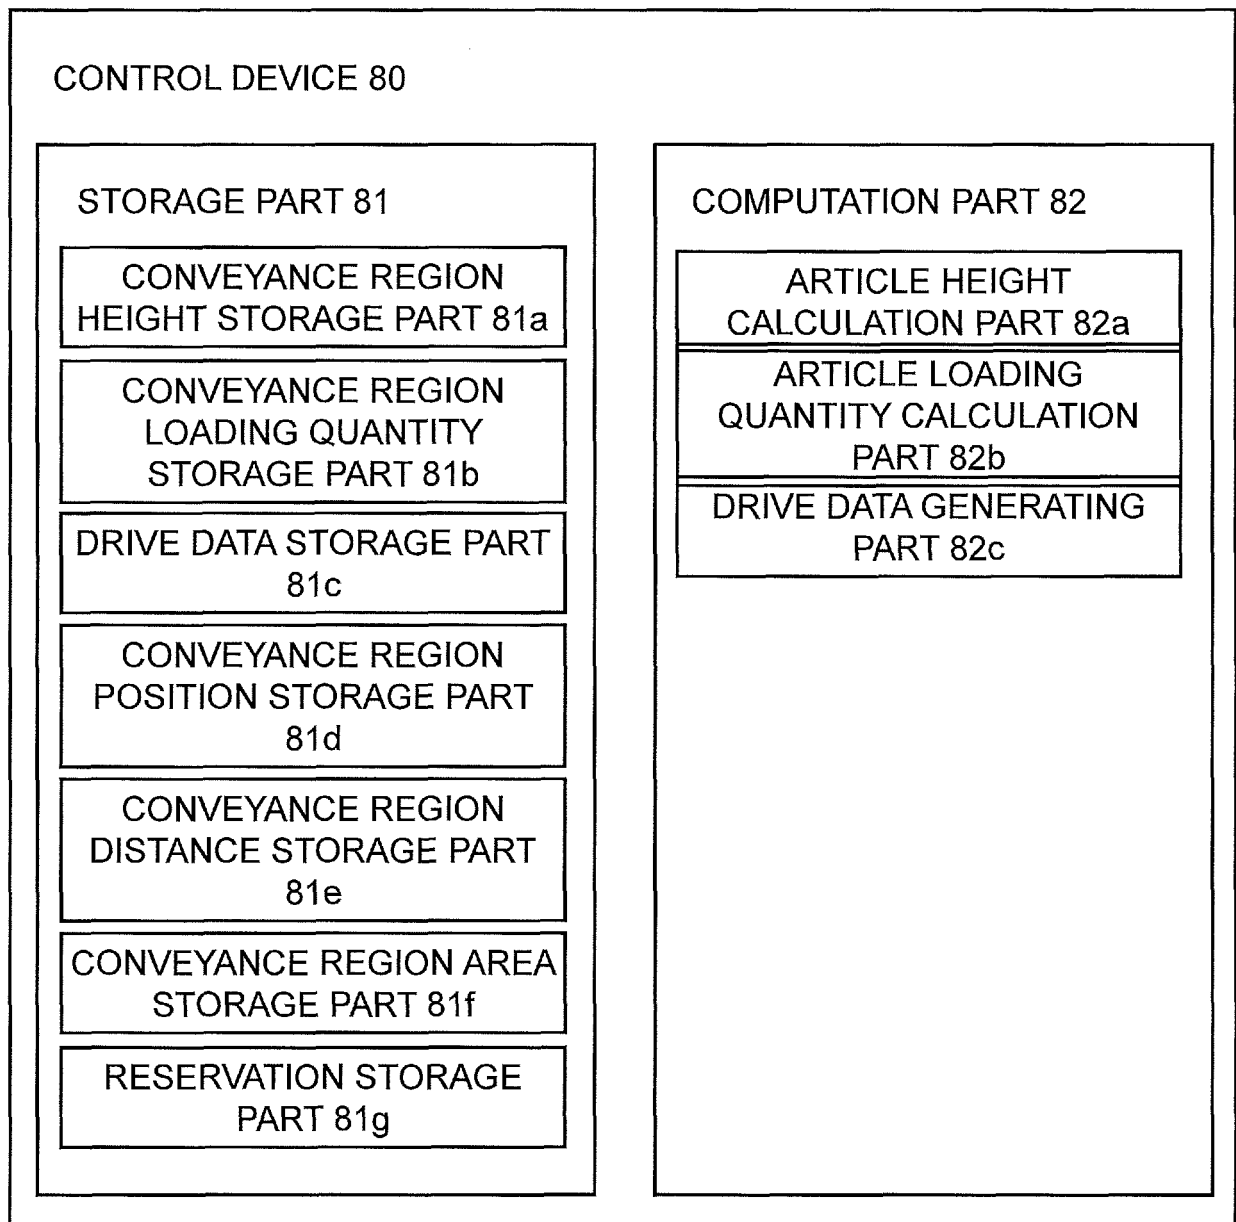 CONTROL DEVICE 80
STORAGE PART 81
CONVEYANCE REGION
HEIGHT STORAGE PART 81a
CONVEYANCE REGION
LOADING QUANTITY
STORAGE PART 81b
DRIVE DATA STORAGE PART
81c
CONVEYANCE REGION
POSITION STORAGE PART
81d
CONVEYANCE REGION
DISTANCE STORAGE PART
81e
CONVEYANCE REGION AREA
STORAGE PART 81f
RESERVATION STORAGE
PART 81g
COMPUTATION PART 82
ARTICLE HEIGHT
CALCULATION PART 82a
ARTICLE LOADING
QUANTITY CALCULATION
PART 82b
DRIVE DATA GENERATING
PART 82c